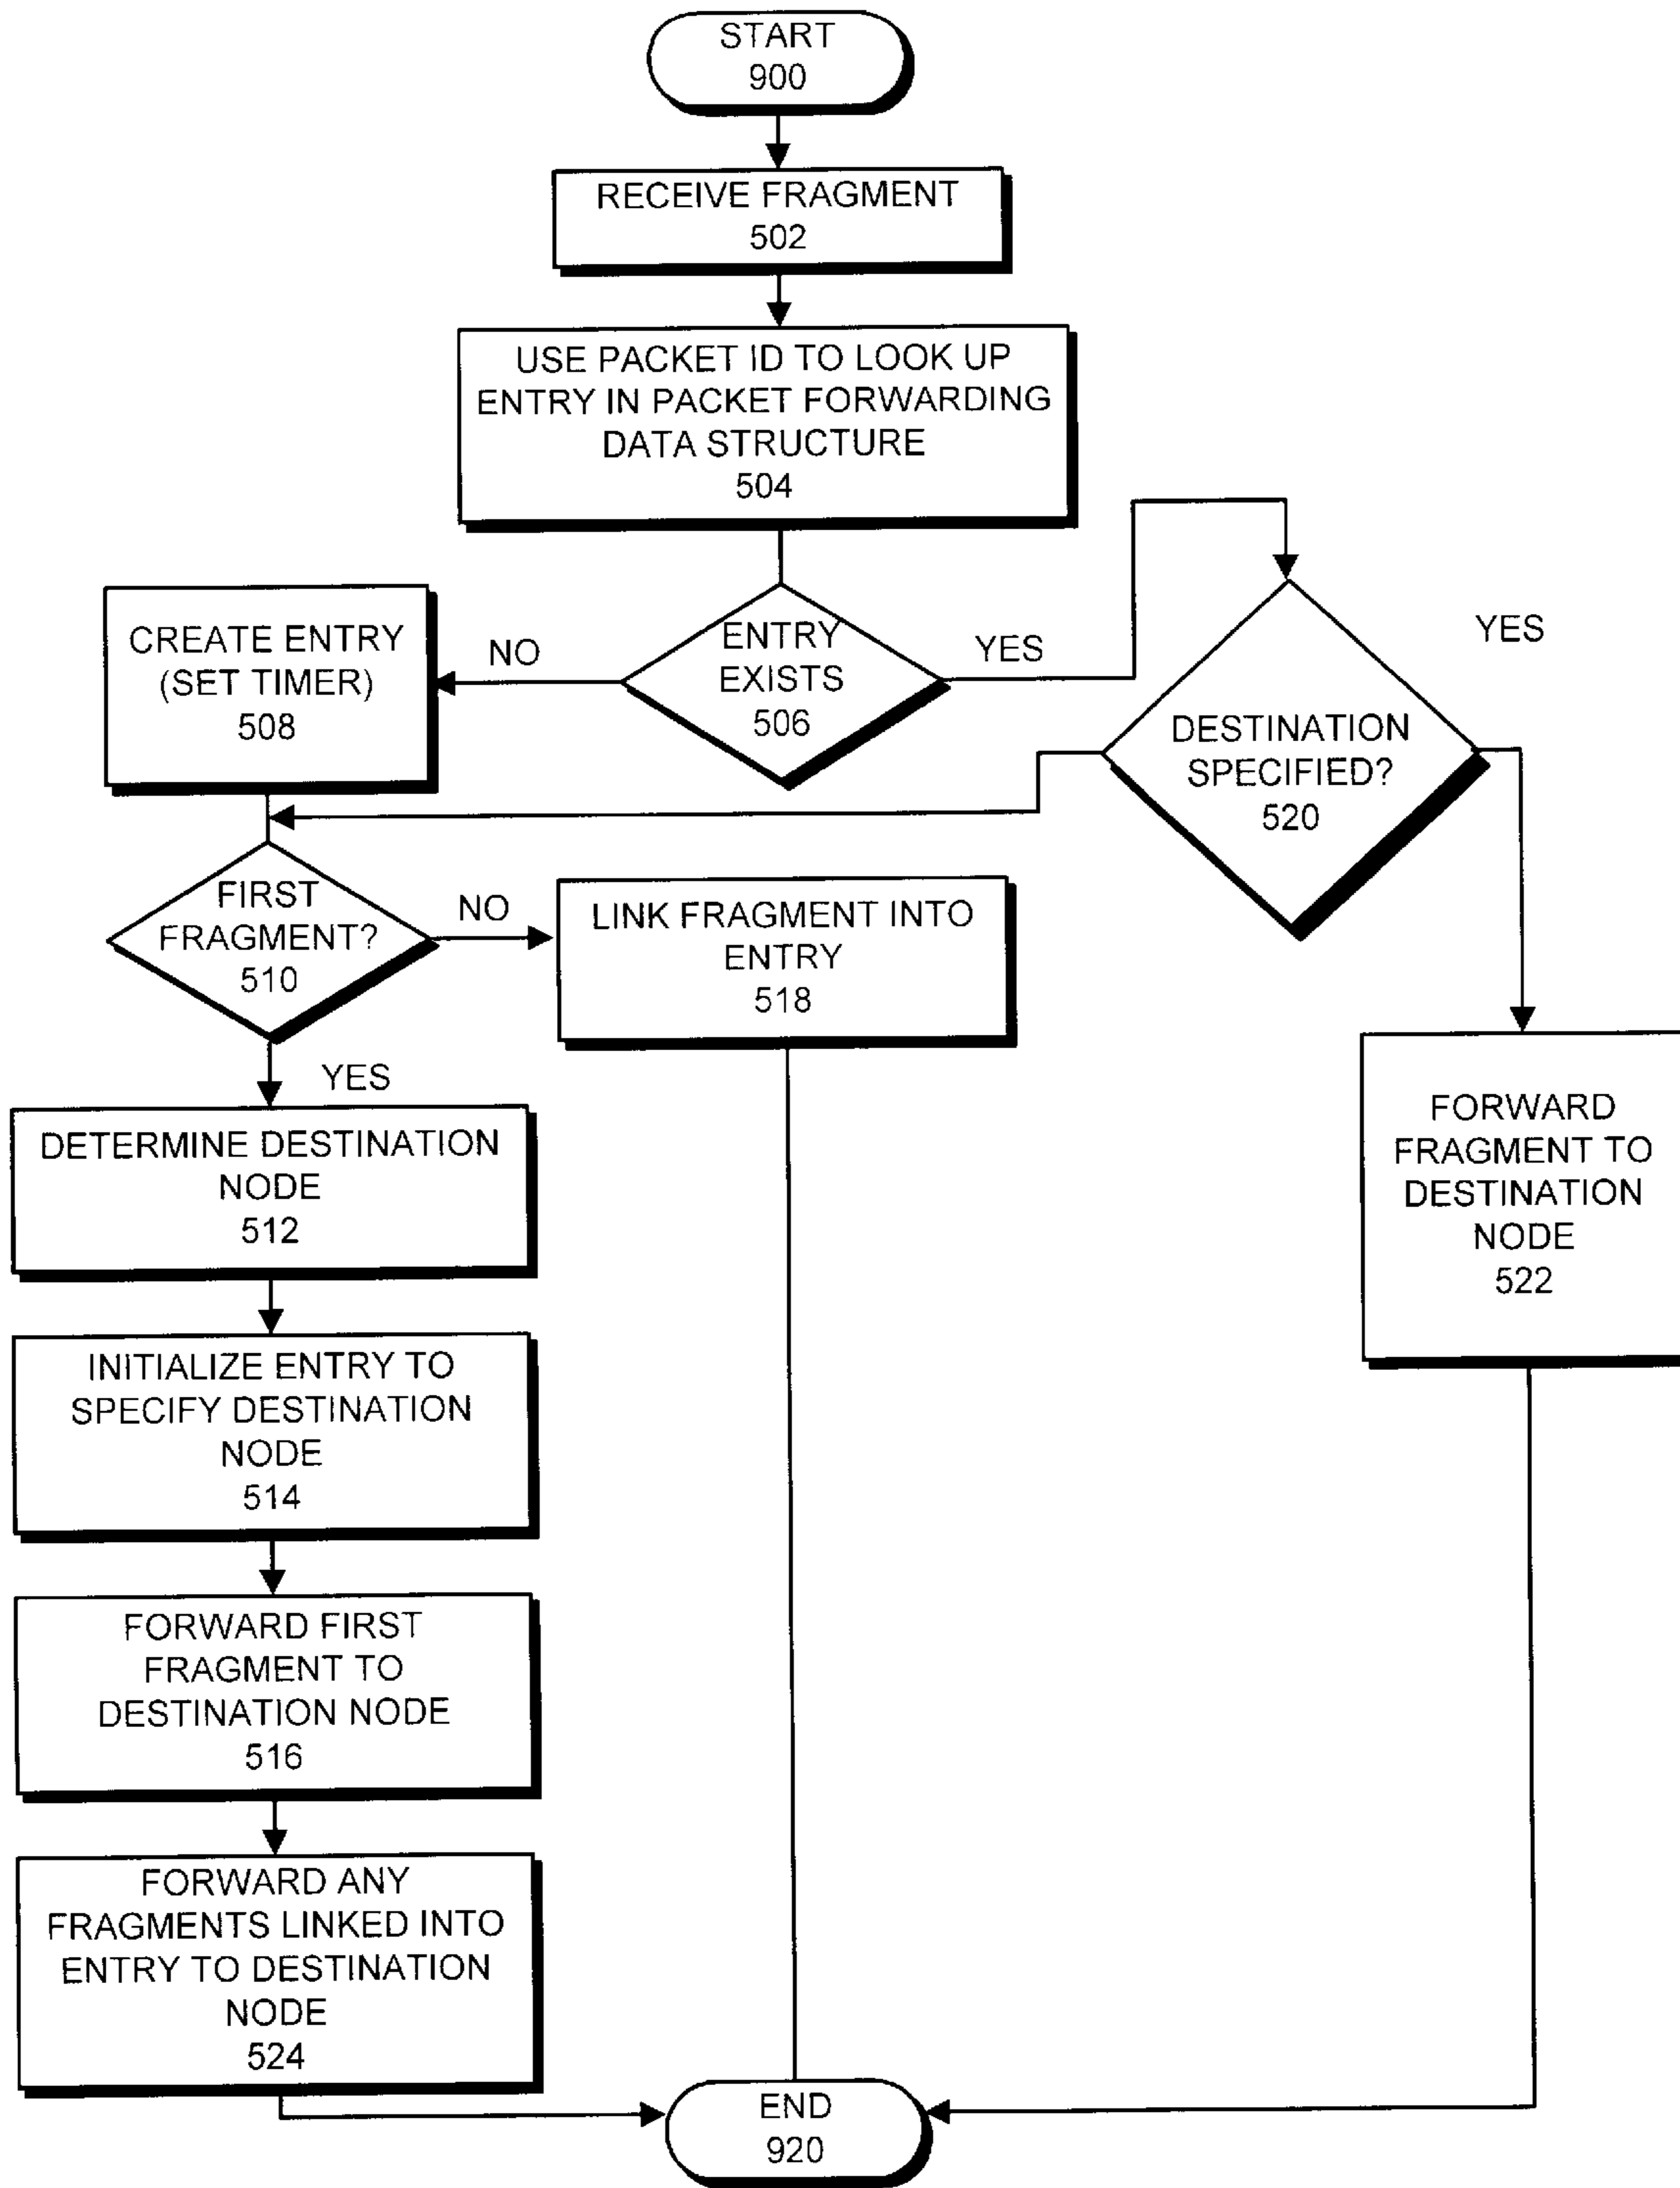 START
900
RECEIVE FRAGMENT
502
USE PACKET ID TO LOOK UP
ENTRY IN PACKET FORWARDING
DATA STRUCTURE
504
ENTRY
EXISTS
506
NO
YES
CREATE ENTRY
(SET TIMER)
508
DESTINATION
SPECIFIED?
520
YES
FIRST
FRAGMENT?
510
NO
LINK FRAGMENT INTO
ENTRY
518
YES
DETERMINE DESTINATION
NODE
512
FORWARD
FRAGMENT TO
DESTINATION
NODE
522
INITIALIZE ENTRY TO
SPECIFY DESTINATION
NODE
514
FORWARD FIRST
FRAGMENT TO
DESTINATION NODE
516
FORWARD ANY
FRAGMENTS LINKED INTO
ENTRY TO DESTINATION
NODE
524
END
920